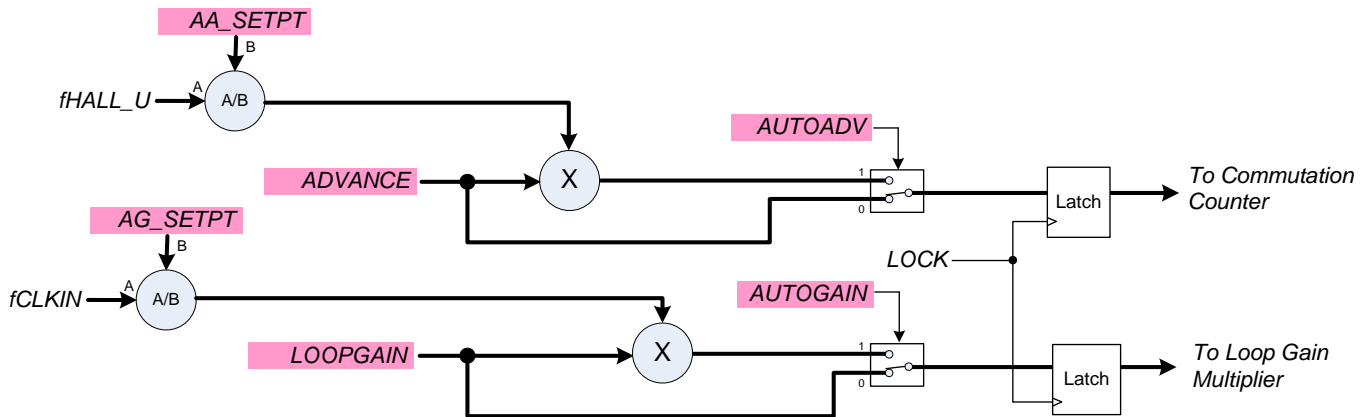 AA_SETPT
B
A
fHALL_U
A/B
AUTOADV
ADVANCE
X
1
0
Latch
To Commutation
Counter
AG_SETPT
B
A
fCLKIN
A/B
LOCK
AUTOGAIN
LOOPGAIN
X
1
0
Latch
To Loop Gain
Multiplier